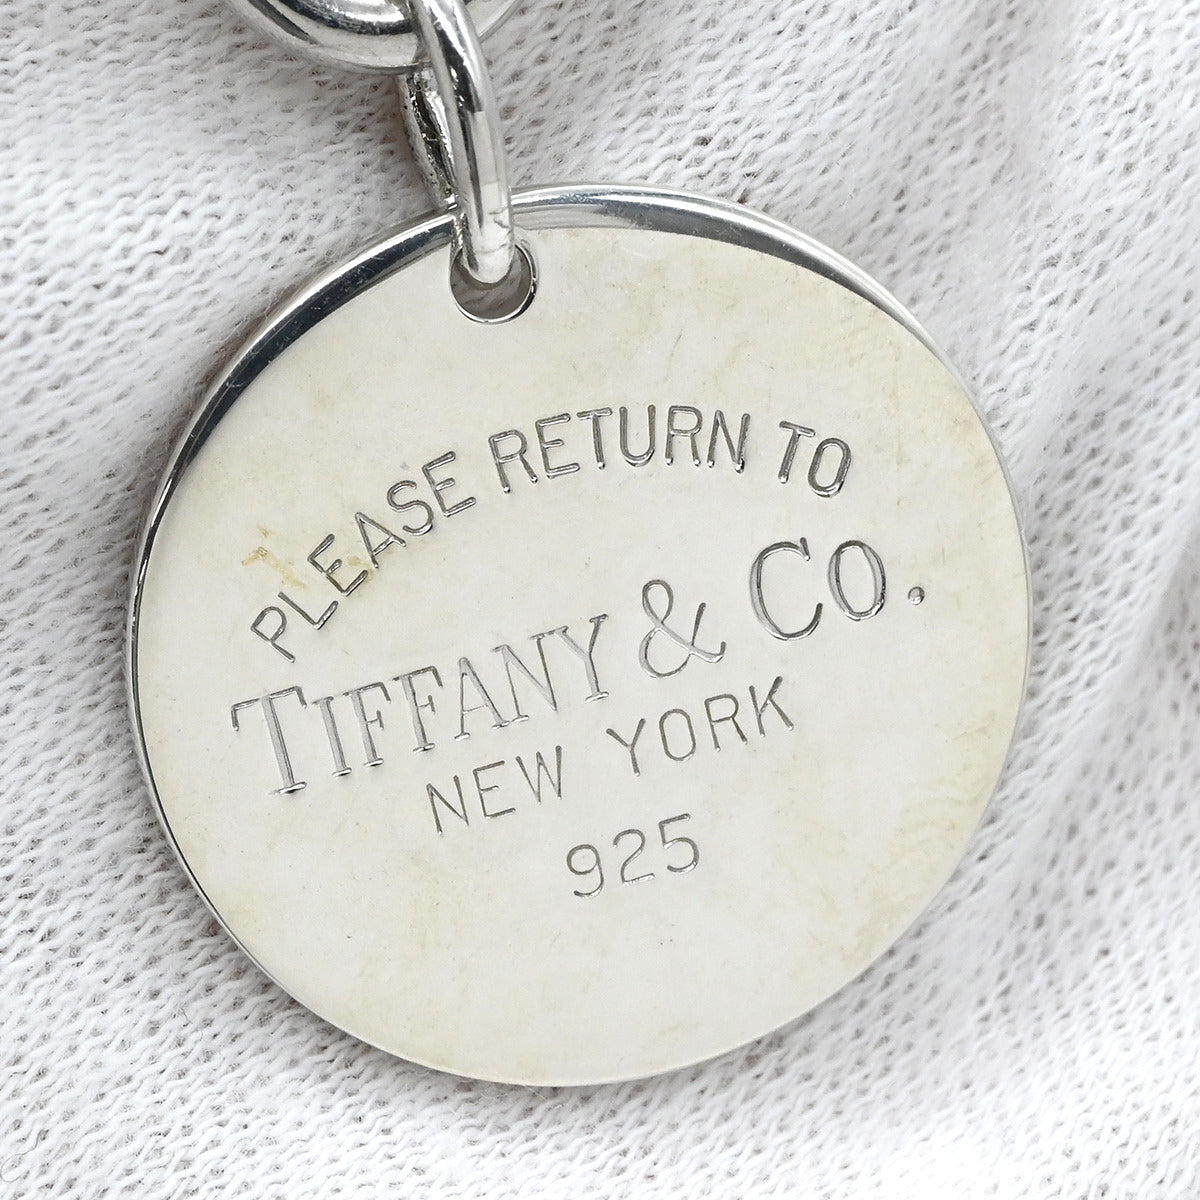 PLEASE RETURN TO
TIFFANY & CO.
NEW YORK
925